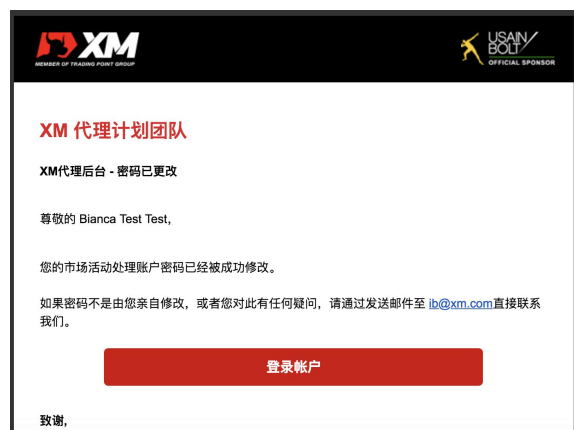 XM
MEMBER OF TRADING POINT GROUP
USAIN
BOLT
OFFICIAL SPONSOR
XM 代理计划团队
XM代理后台 - 密码已更改
尊敬的 Bianca Test Test,
您的市场活动处理账户密码已经被成功修改。
如果密码不是由您亲自修改，或者您对此有任何疑问，请通过发送邮件至 ib@xm.com直接联系
我们。
登录帐户
致谢,